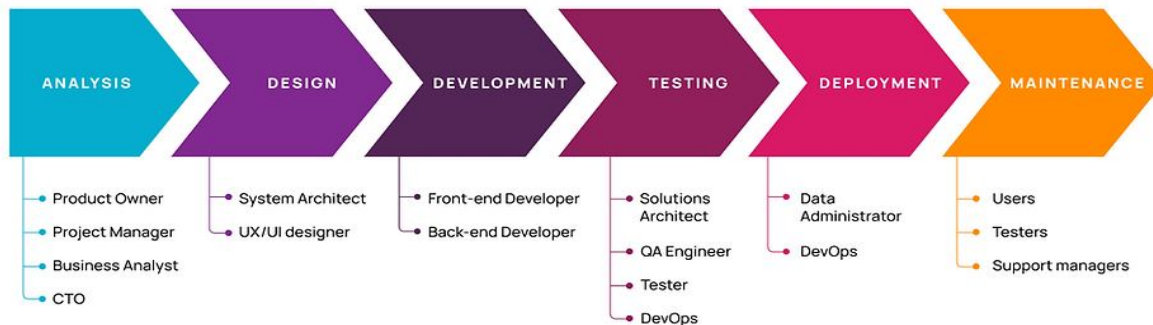 ANALYSIS
DESIGN
DEVELOPMENT
TESTING
DEPLOYMENT
MAINTENANCE
Product Owner
Project Manager
Business Analyst
CTO
System Architect
UX/UI designer
Front-end Developer
Back-end Developer
Solutions
Architect
QA Engineer
Tester
DevOps
Data
Administrator
DevOps
Users
Testers
Support managers